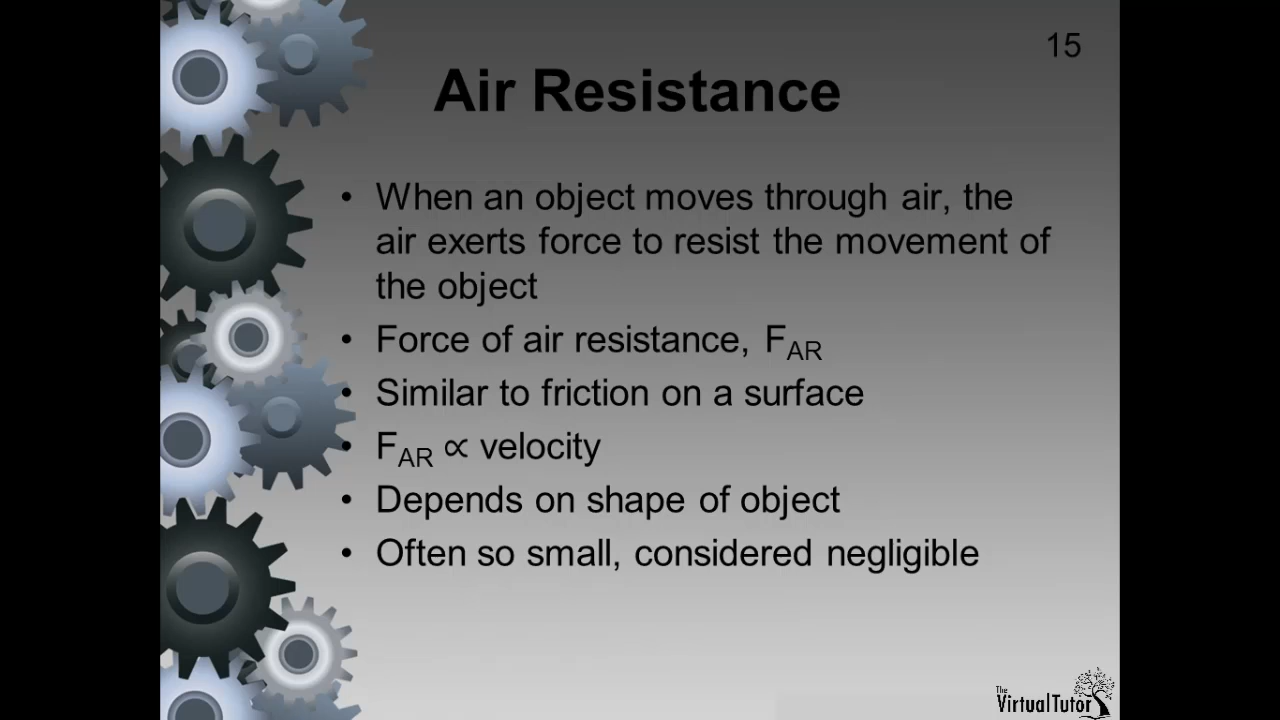 15
Air Resistance
• When an object moves through air, the
air exerts force to resist the movement of
the object
• Force of air resistance, F_AR
• Similar to friction on a surface
• F_AR ∝ velocity
• Depends on shape of object
• Often so small, considered negligible
The
VirtualTutor